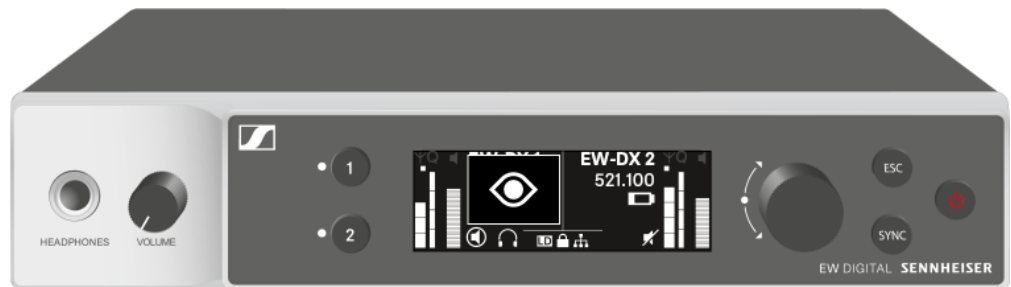 1
EW-DX 2
521.100
LD
2
ESC
SYNC
HEADPHONES
VOLUME
EW DIGITAL SENNHEISER